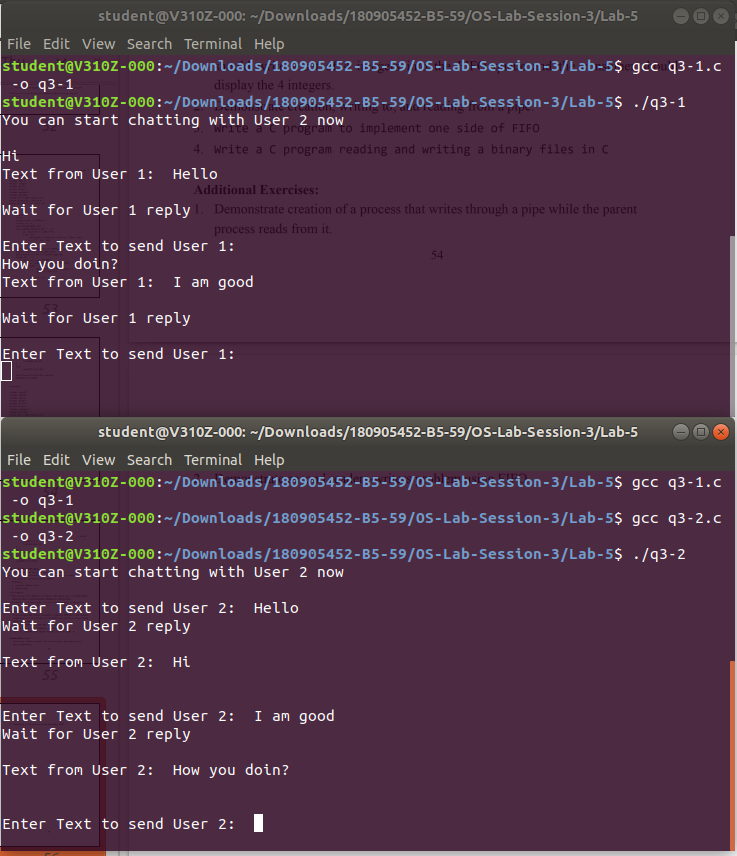 student@V310Z-000: ~/Downloads/180905452-B5-59/OS-Lab-Session-3/Lab-5
File Edit View Search Terminal Help
student@V310Z-000:~/Downloads/180905452-B5-59/OS-Lab-Session-3/Lab-5$ gcc q3-1.c
-o q3-1
display the 4 integers.
student@V310Z-000:~/Downloads/180905452-B5-59/OS-Lab-Session-3/Lab-5$ ./q3-1
You can start chatting with User 2 now
3. Write a C program to implement one side of FIFO
4. Write a C program reading and writing a binary files in C
Hi
Text from User 1:  Hello
Additional Exercises:
Wait for User 1 reply
1. Demonstrate creation of a process that writes through a pipe while the parent
process reads from it.
Enter Text to send User 1:
54
How you doin?
Text from User 1:  I am good
53
Wait for User 1 reply
Enter Text to send User 1:
student@V310Z-000: ~/Downloads/180905452-B5-59/OS-Lab-Session-3/Lab-5
File Edit View Search Terminal Help
student@V310Z-000:~/Downloads/180905452-B5-59/OS-Lab-Session-3/Lab-5$ gcc q3-1.c
-o q3-1
student@V310Z-000:~/Downloads/180905452-B5-59/OS-Lab-Session-3/Lab-5$ gcc q3-2.c
-o q3-2
student@V310Z-000:~/Downloads/180905452-B5-59/OS-Lab-Session-3/Lab-5$ ./q3-2
You can start chatting with User 2 now
Enter Text to send User 2:  Hello
Wait for User 2 reply
Text from User 2:  Hi
55
Enter Text to send User 2:  I am good
Wait for User 2 reply
Text from User 2:  How you doin?
Enter Text to send User 2: